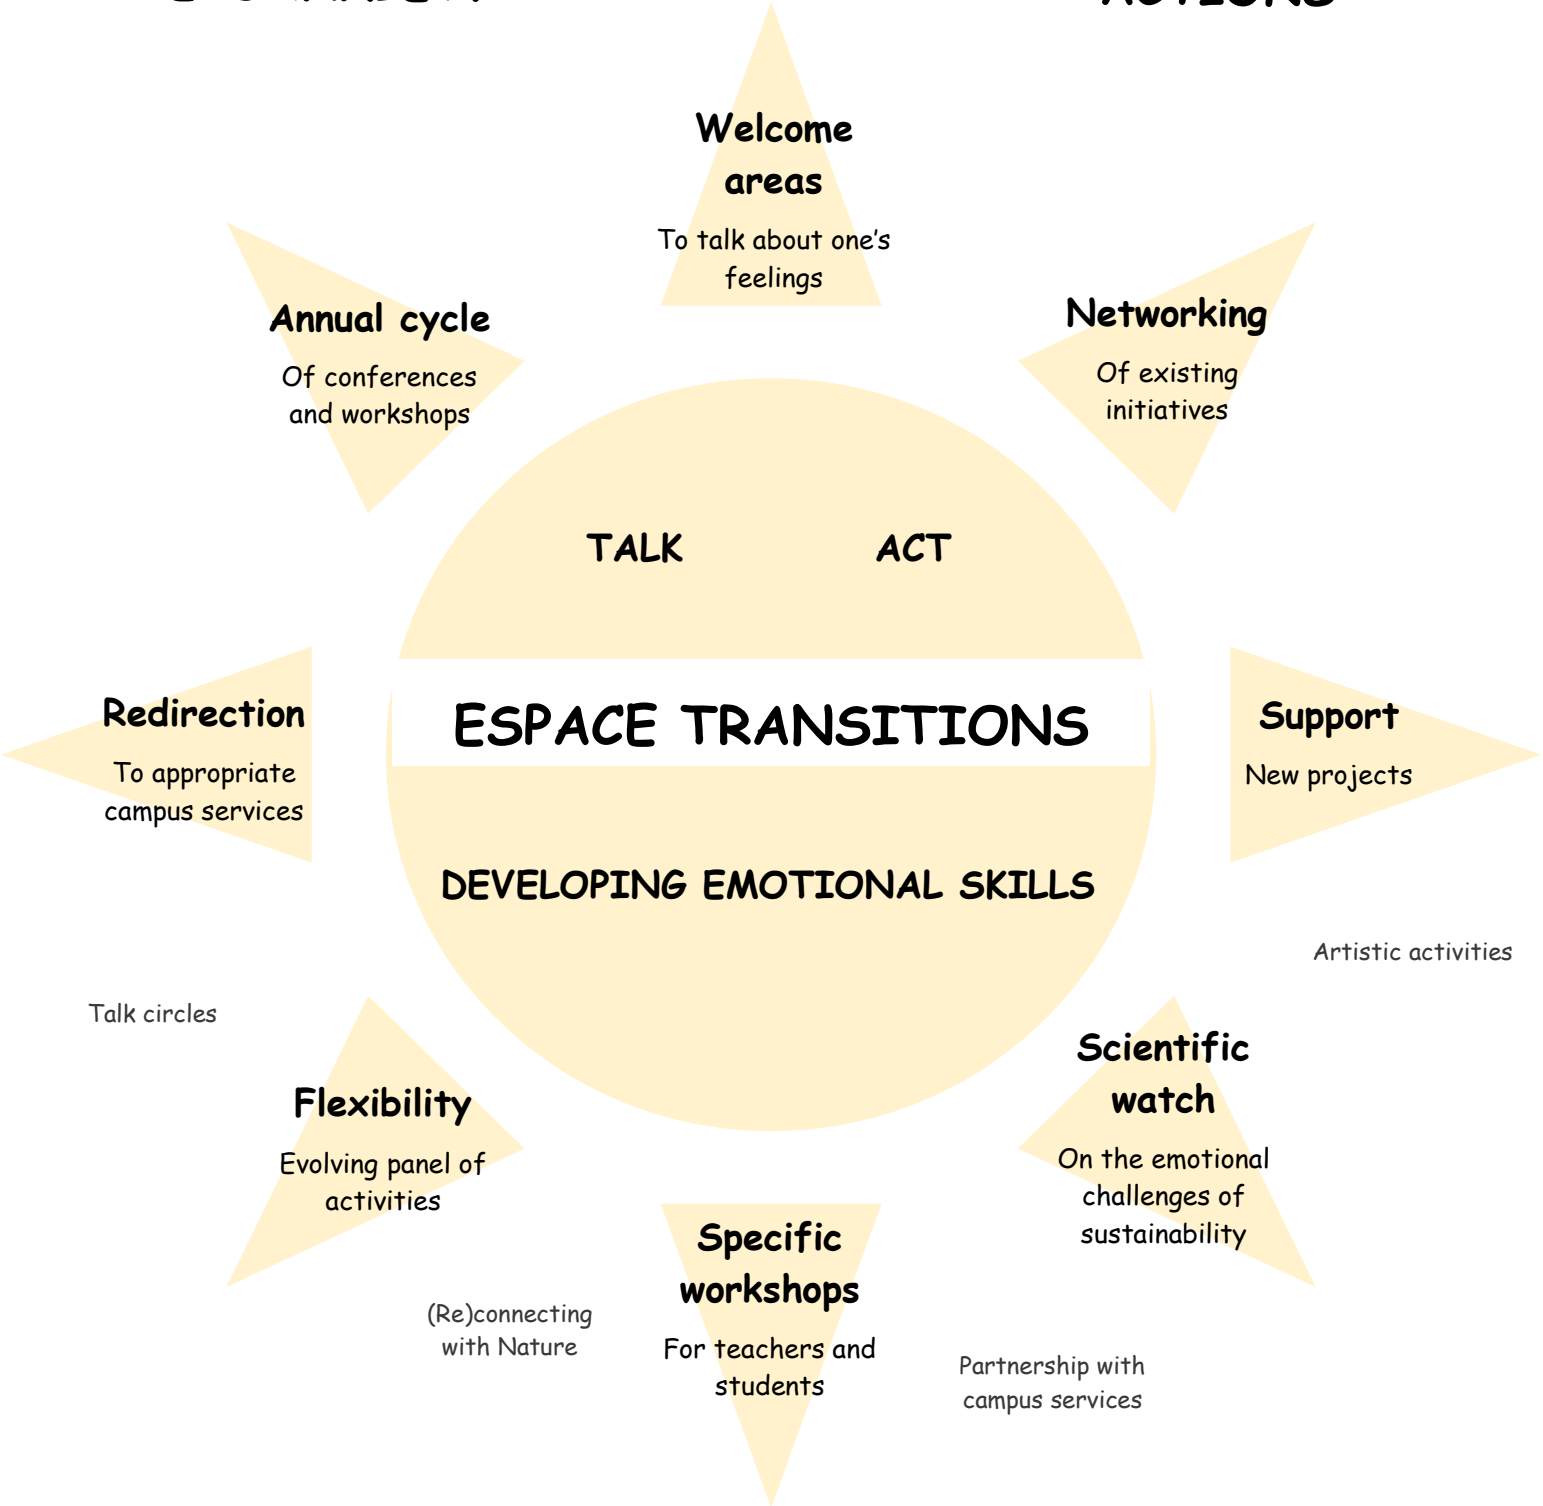 ACTIONS
Welcome
areas
To talk about one's
feelings
Annual cycle
Of conferences
and workshops
Networking
Of existing
initiatives
TALK
ACT
Redirection
To appropriate
campus services
ESPACE TRANSITIONS
Support
New projects
DEVELOPING EMOTIONAL SKILLS
Artistic activities
Talk circles
Flexibility
Evolving panel of
activities
Scientific
watch
On the emotional
challenges of
sustainability
Specific
workshops
For teachers and
students
(Re)connecting
with Nature
Partnership with
campus services